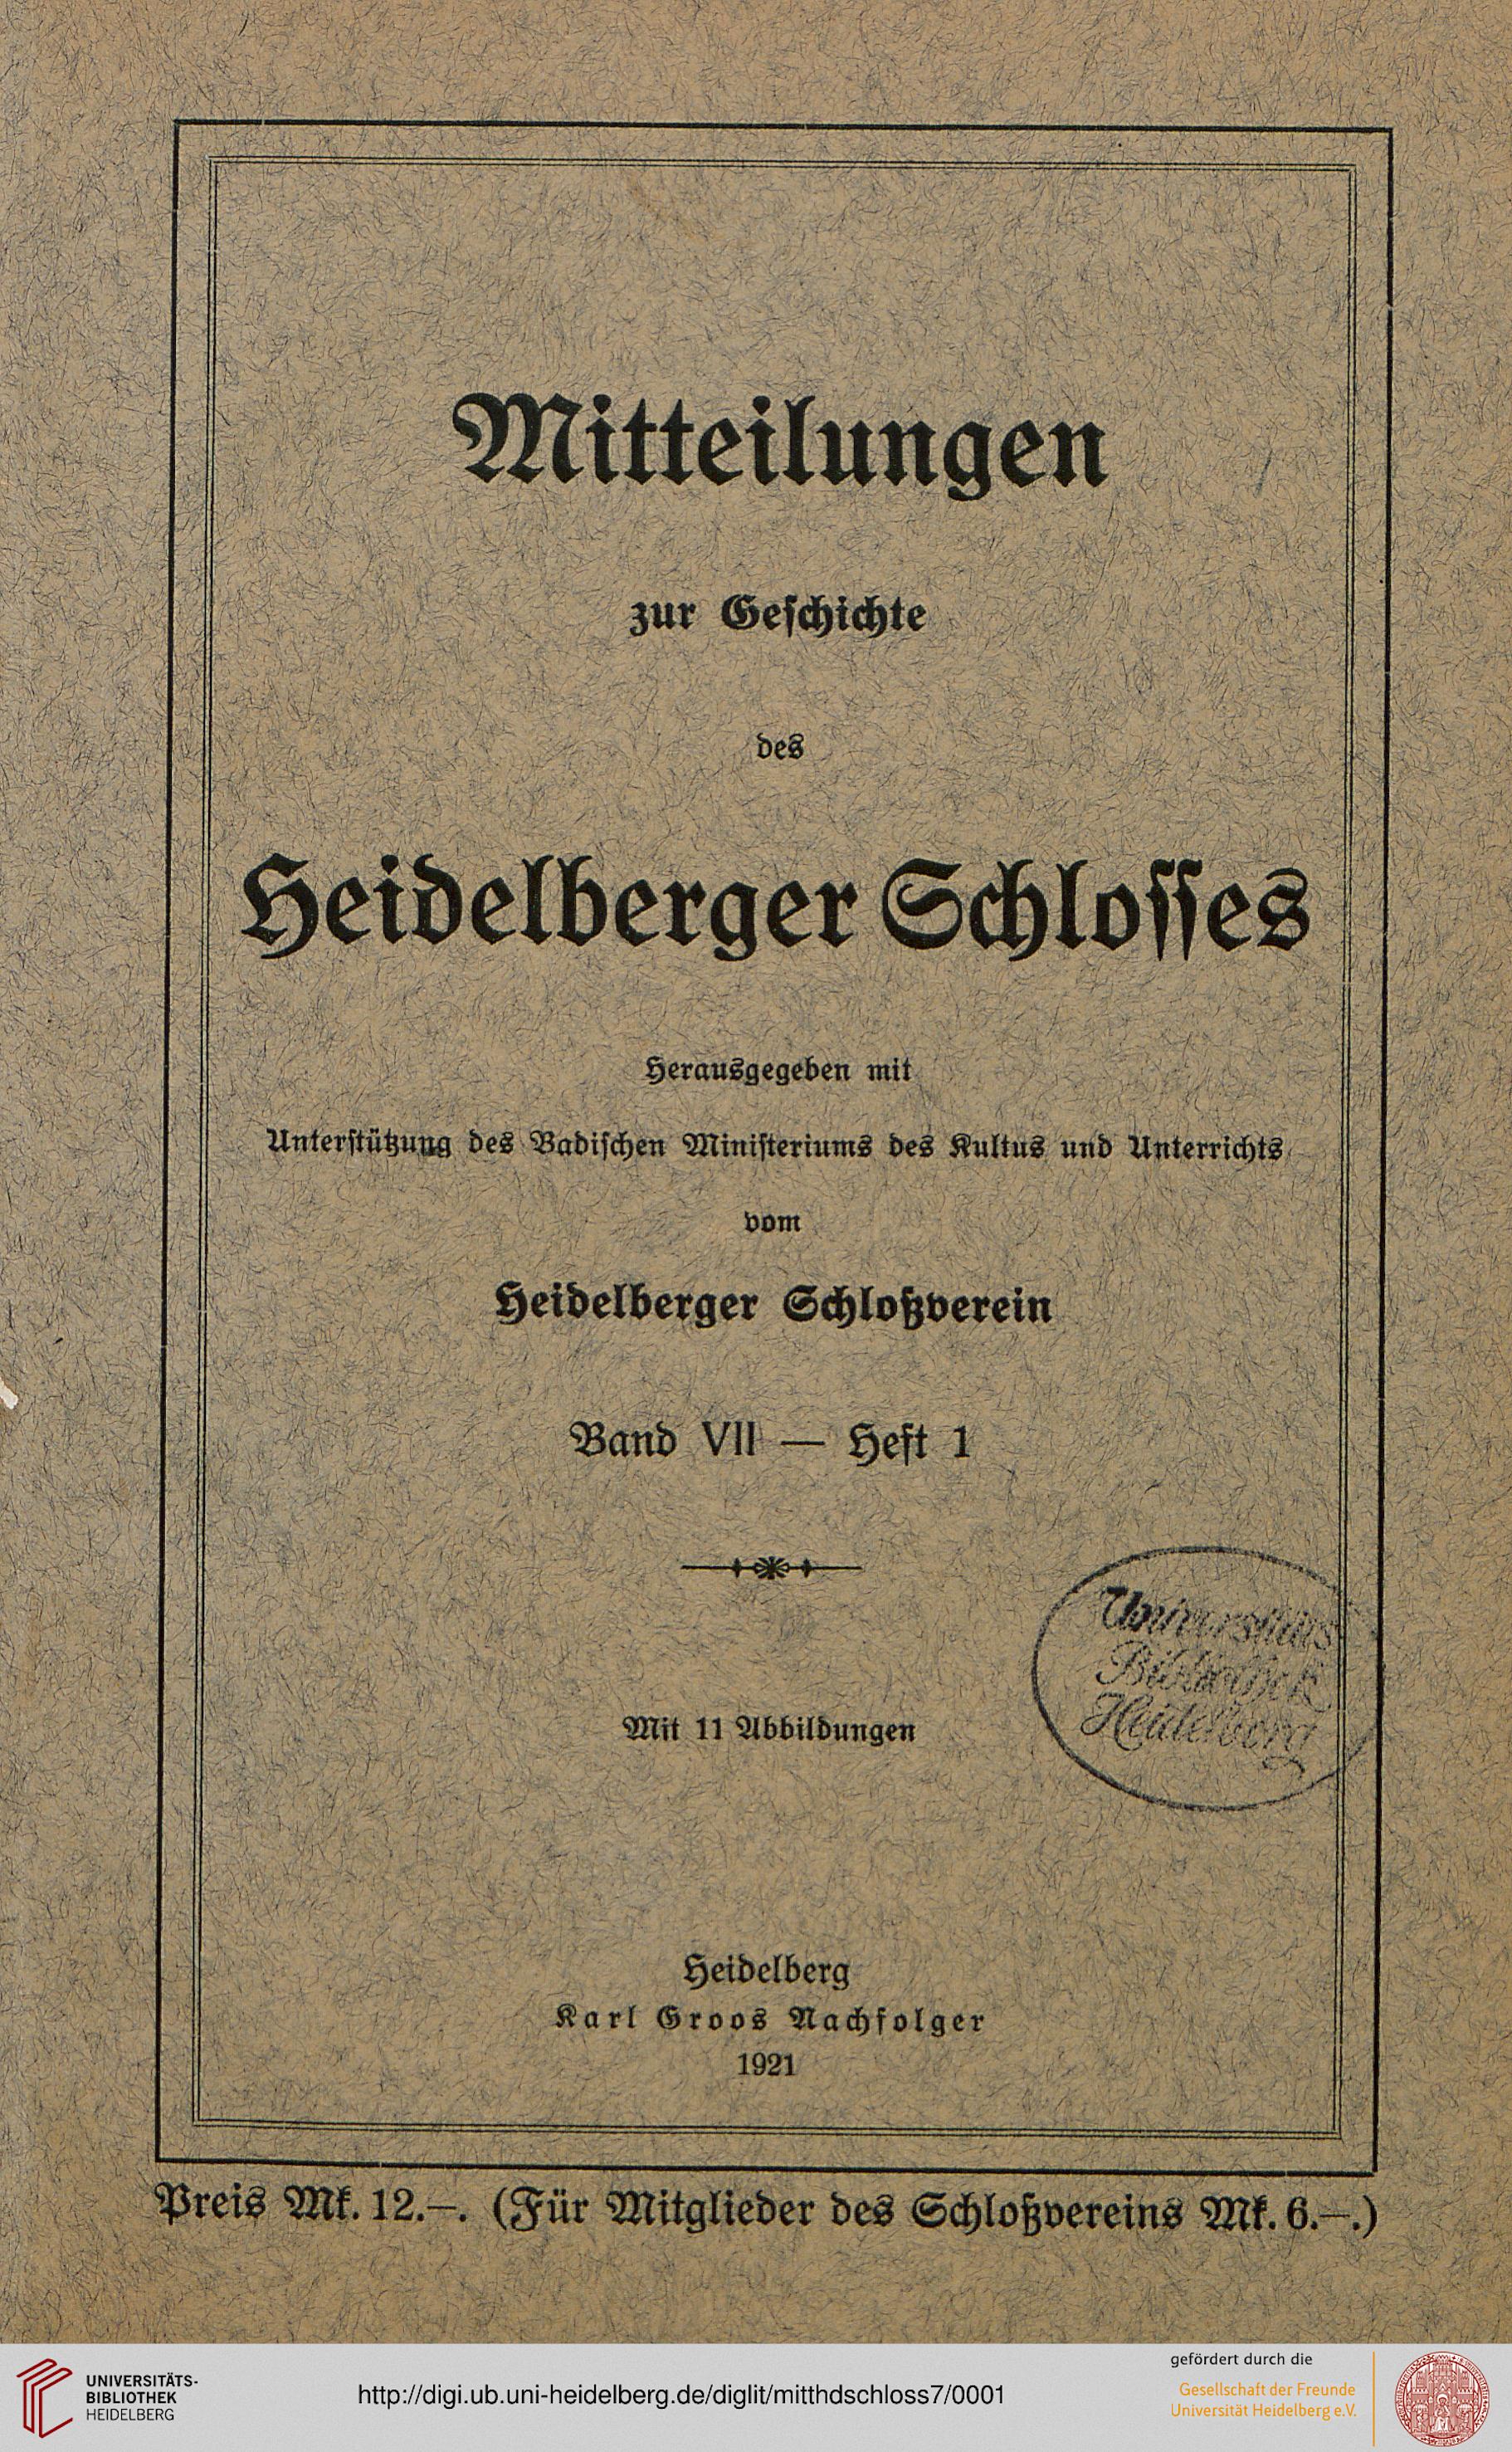 Mitteilungen
zur Geschichte
des
Heidelberger Schlosses
Herausgegeben mit
Unterstützung des Badischen Ministeriums des Kultus und Unterrichts
vom
Heidelberger Schloßverein
Band VII — Heft 1
Universitäts
Bibliothek
Heidelberg
Mit 11 Abbildungen
Heidelberg
Karl Groos Nachfolger
1921
Preis Mk. 12.—. (Für Mitglieder des Schloßvereins Mk. 6.—.)
UNIVERSITÄTS-
BIBLIOTHEK
HEIDELBERG
http://digi.ub.uni-heidelberg.de/diglit/mitthdschloss7/0001
gefördert durch die
Gesellschaft der Freunde
Universität Heidelberg e.V.